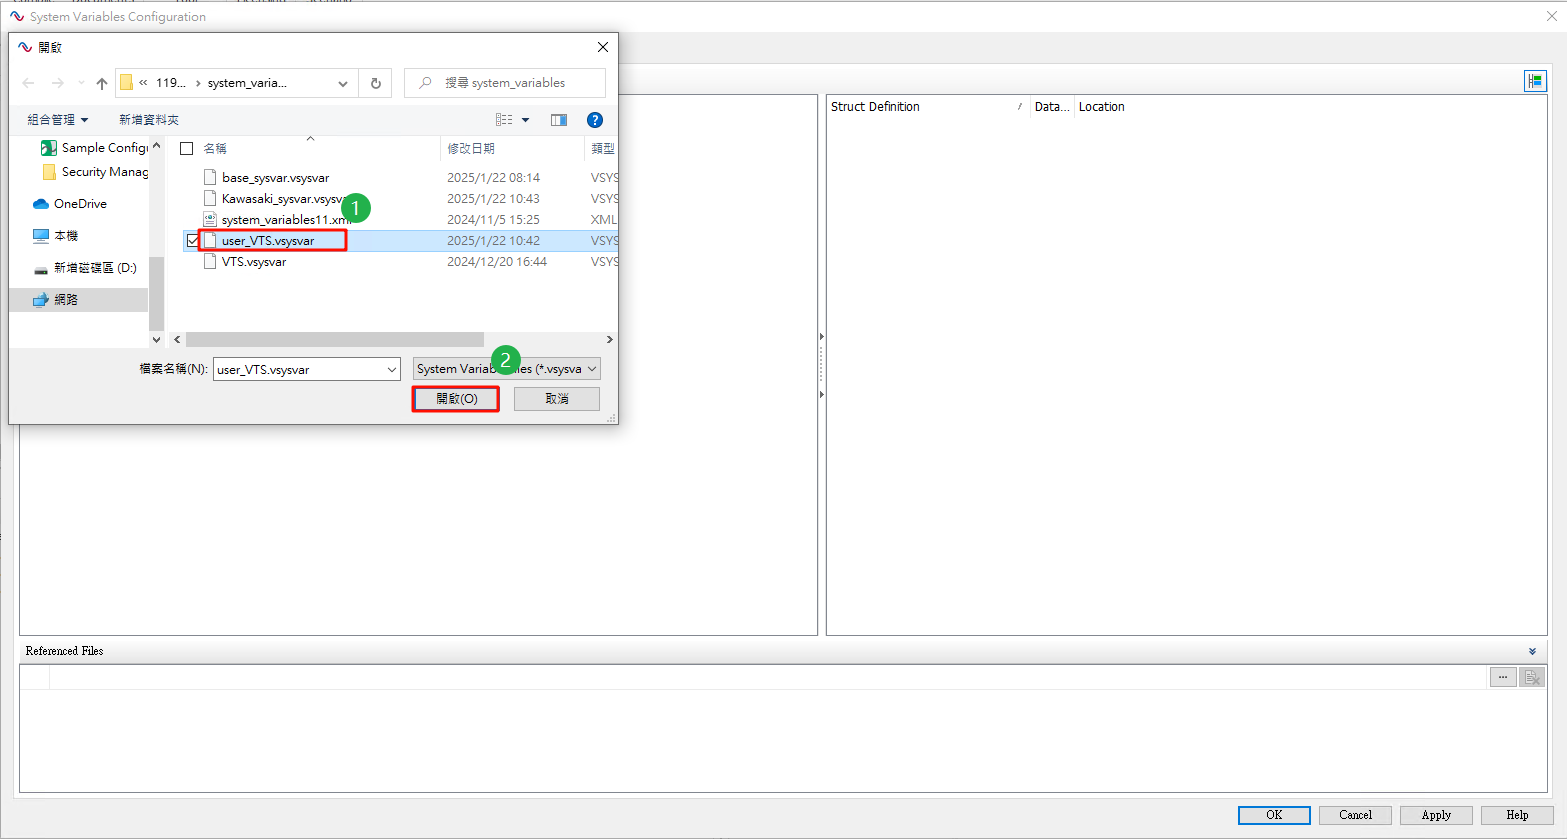 System Variables Configuration
開啟
« 119... › system_varia...
搜尋 system_variables
組合管理
新增資料夾
Struct Definition
Data...
Location
Sample Configu
Security Manag
OneDrive
本機
新增磁碟區 (D:)
網路
名稱
修改日期
類型
base_sysvar.vsysvar
2025/1/22 08:14
VSYS
Kawasaki_sysvar.vsysva
2025/1/22 10:43
VSYS
1
system_variables11.xml
2024/11/5 15:25
XML
user_VTS.vsysvar
2025/1/22 10:42
VSYS
VTS.vsysvar
2024/12/20 16:44
VSYS
檔案名稱(N):
user_VTS.vsysvar
System Variab
les (*.vsysva
2
開啟(O)
取消
Referenced Files
...
OK
Cancel
Apply
Help